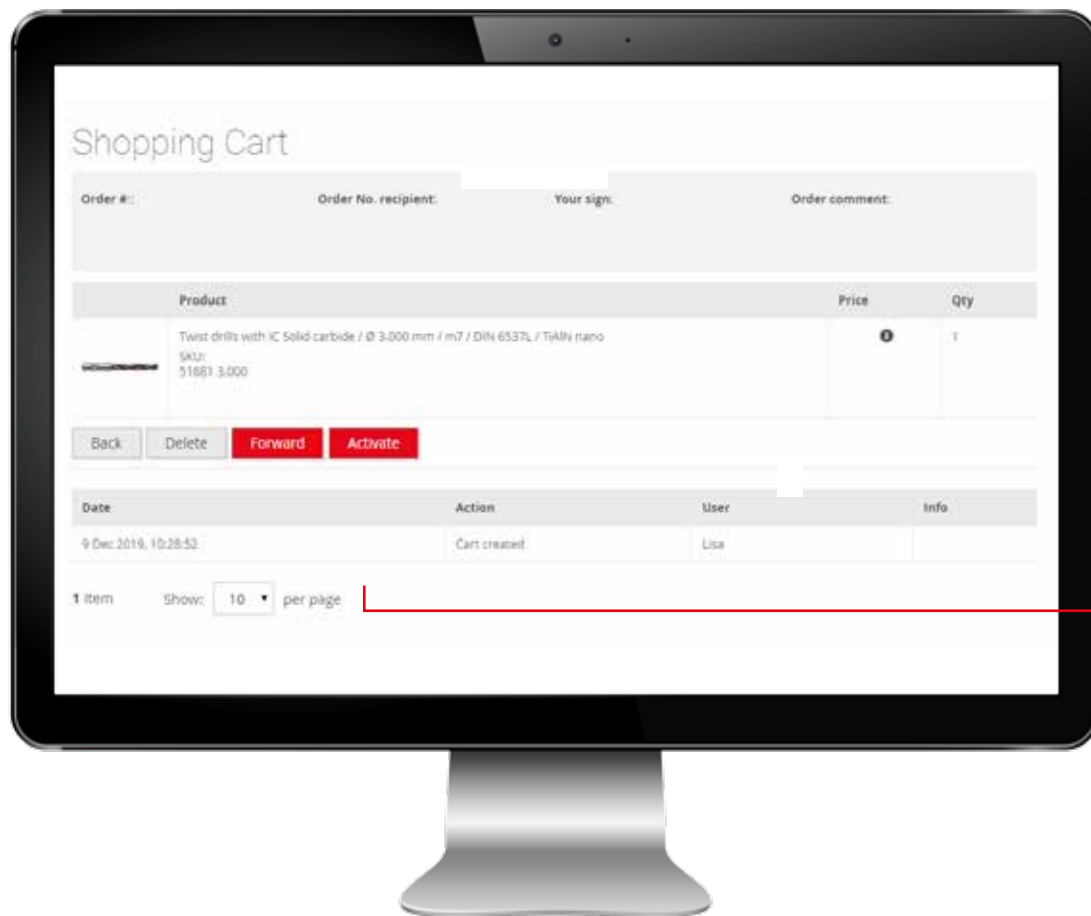 Shopping Cart
Order #:: Order No. recipient: Your sign: Order comment:
Product Price Qty
Twist drills with IC Solid carbide / Ø 3.000 mm / m7 / DIN 6537L / TiAlN nano 1
SKU:
51881 3.000
Back Delete Forward Activate
Date Action User Info
9 Dec 2019, 10:28:52 Cart created Lisa
1 Item Show: 10 per page